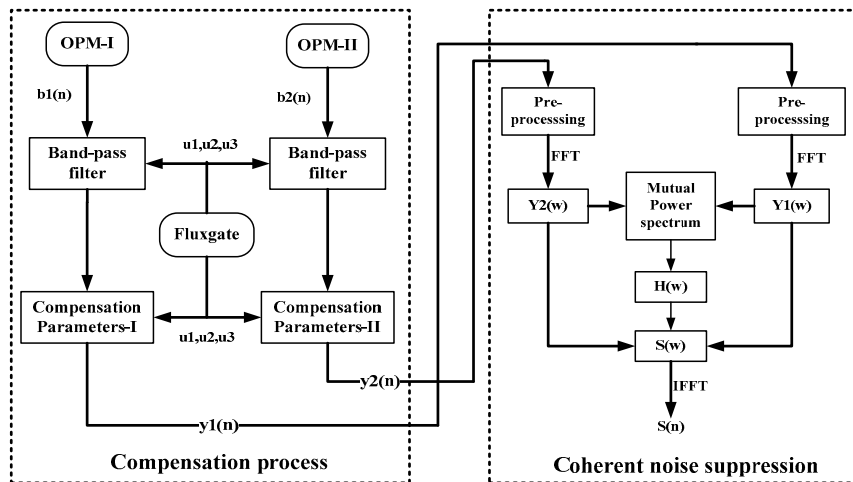 OPM-I
OPM-II
b1(n)
b2(n)
u1,u2,u3
Band-pass
filter
Band-pass
filter
Fluxgate
Compensation
Parameters-I
Compensation
Parameters-II
u1,u2,u3
y2(n)
y1(n)
Compensation process
Pre-
processsing
Pre-
processsing
FFT
FFT
Y2(w)
Mutual
Power
spectrum
Y1(w)
H(w)
S(w)
IFFT
S(n)
Coherent noise suppression